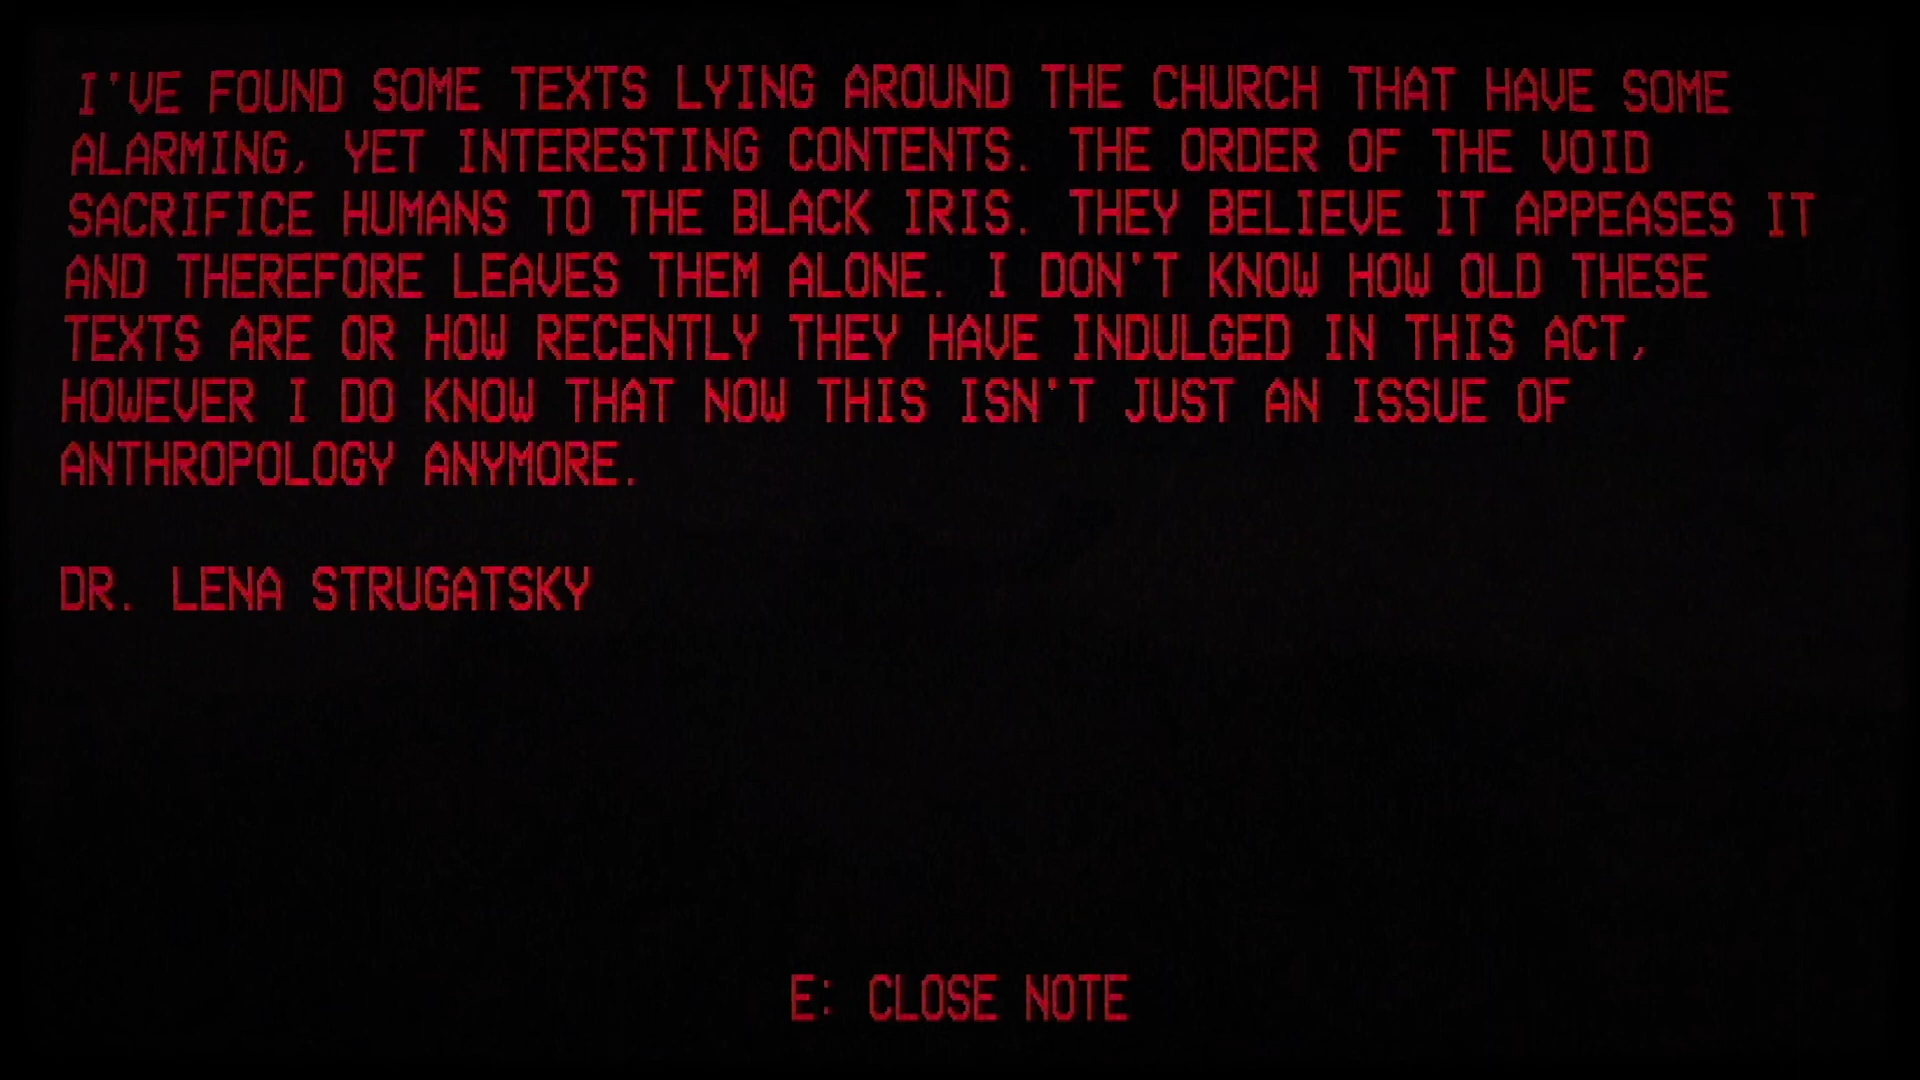 I'VE FOUND SOME TEXTS LYING AROUND THE CHURCH THAT HAVE SOME
ALARMING, YET INTERESTING CONTENTS. THE ORDER OF THE VOID
SACRIFICE HUMANS TO THE BLACK IRIS. THEY BELIEVE IT APPEASES IT
AND THEREFORE LEAVES THEM ALONE. I DON'T KNOW HOW OLD THESE
TEXTS ARE OR HOW RECENTLY THEY HAVE INDULGED IN THIS ACT,
HOWEVER I DO KNOW THAT NOW THIS ISN'T JUST AN ISSUE OF
ANTHROPOLOGY ANYMORE.
DR. LENA STRUGATSKY
E: CLOSE NOTE